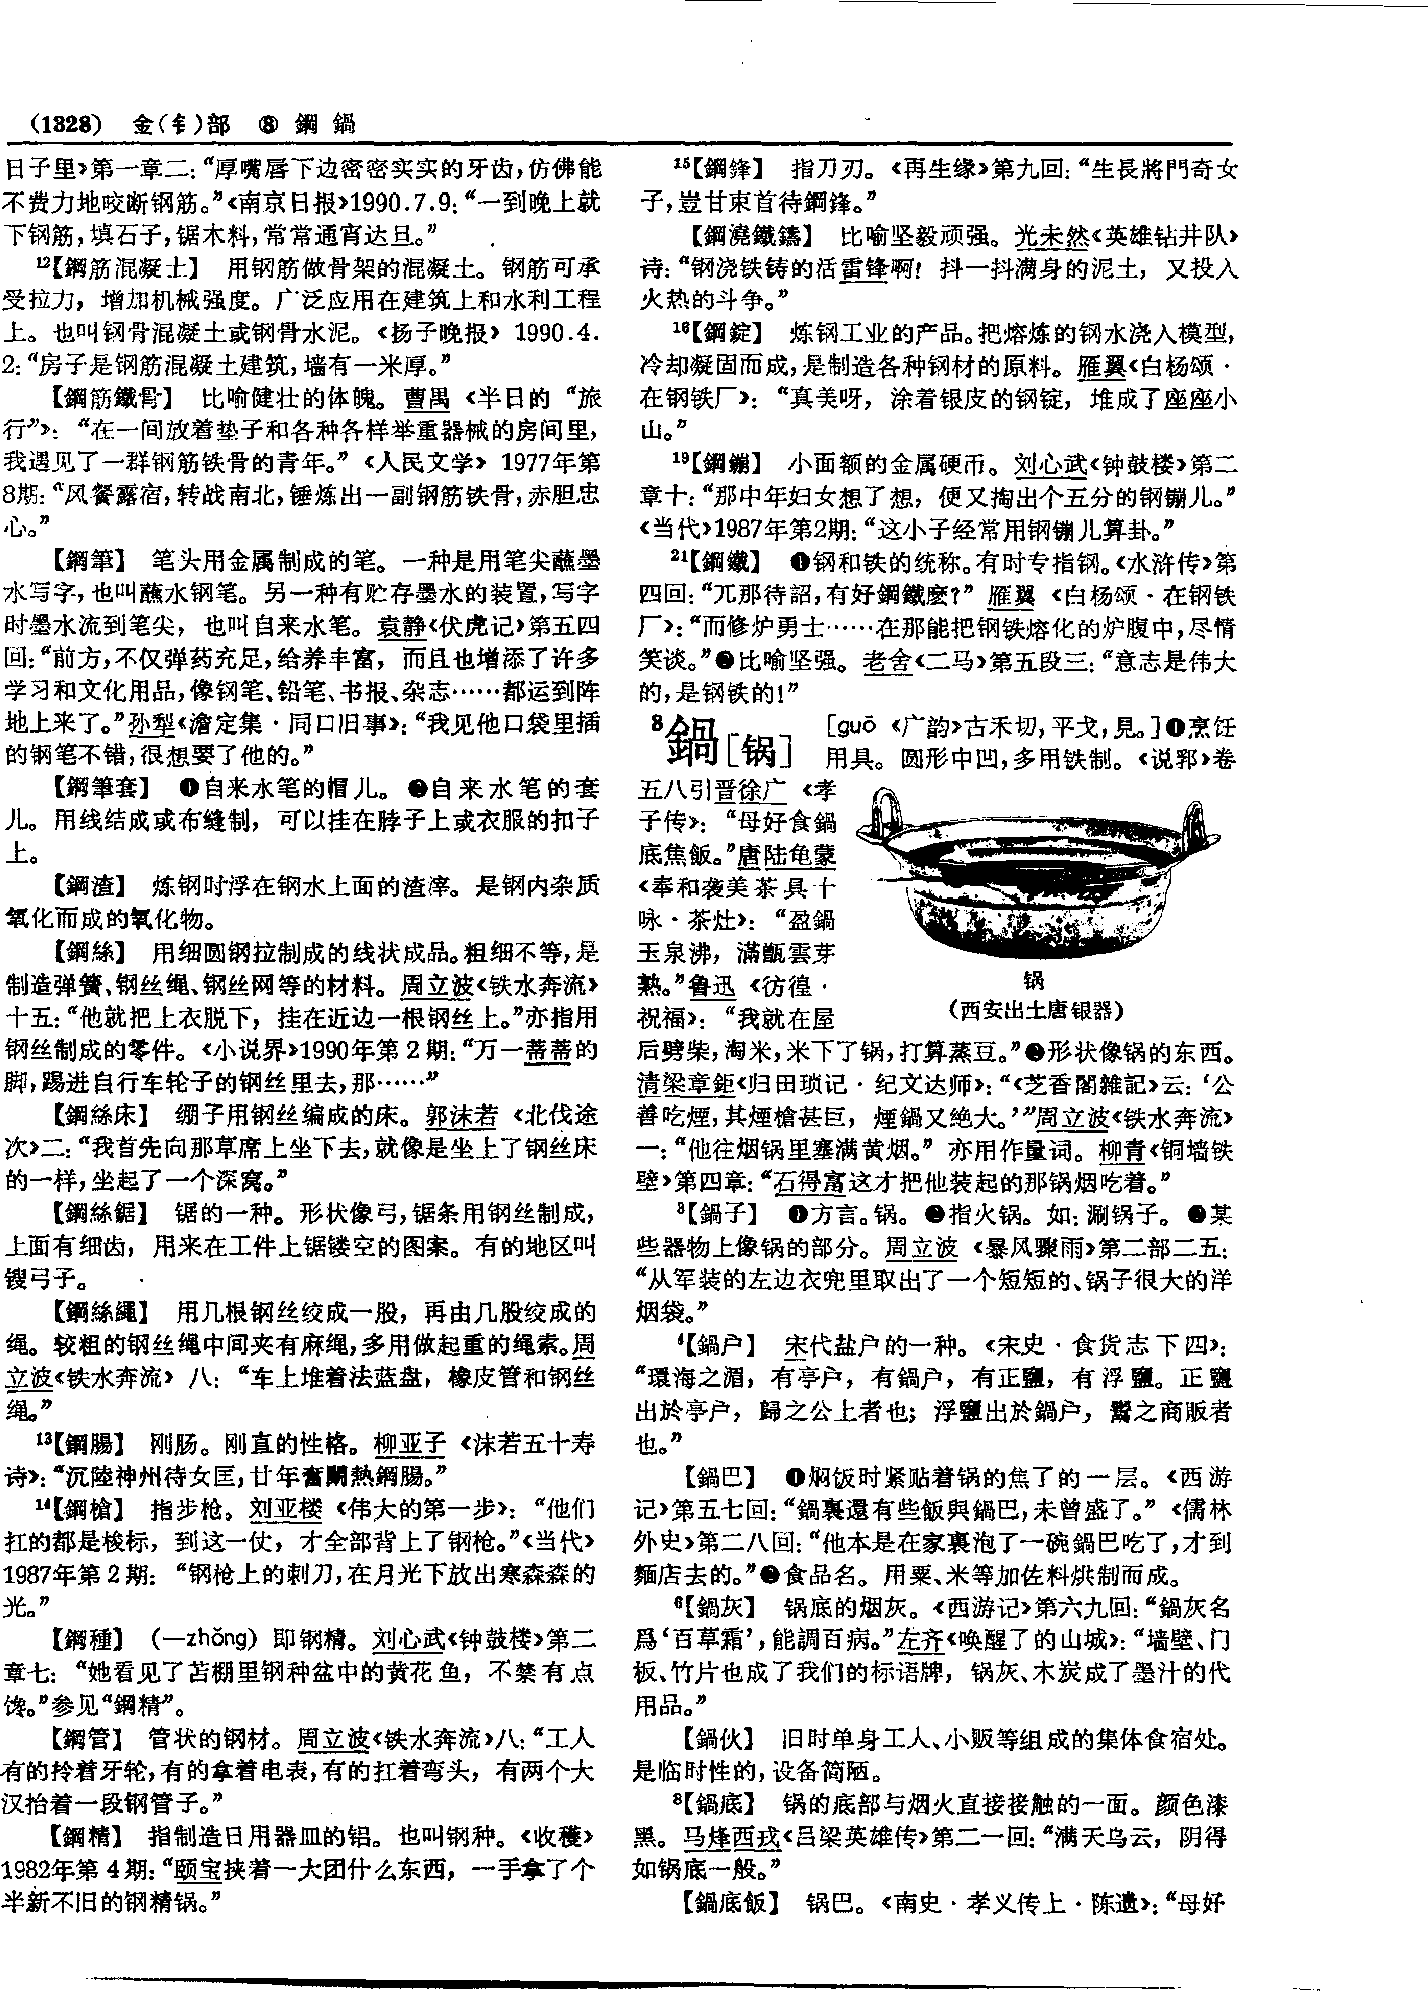 (1328) 金(钅)部 ⑧ 鋼 鍋
日子里》第一章二：“厚嘴唇下边密密实实的牙齿，仿佛能
不费力地咬断钢筋。”《南京日报》1990.7.9：“一到晚上就
下钢筋，填石子，锯木料，常常通宵达旦。”
12【鋼筋混凝土】 用钢筋做骨架的混凝土。钢筋可承
受拉力，增加机械强度。广泛应用在建筑上和水利工程
上。也叫钢骨混凝土或钢骨水泥。《扬子晚报》1990.4.
2：“房子是钢筋混凝土建筑，墙有一米厚。”
【鋼筋鐵骨】 比喻健壮的体魄。曹禺《半日的“旅
行”》：“在一间放着垫子和各种各样举重器械的房间里，
我遇见了一群钢筋铁骨的青年。”《人民文学》1977年第
8期：“风餐露宿，转战南北，锤炼出一副钢筋铁骨，赤胆忠
心。”
【鋼筆】 笔头用金属制成的笔。一种是用笔尖蘸墨
水写字，也叫蘸水钢笔。另一种有贮存墨水的装置，写字
时墨水流到笔尖，也叫自来水笔。袁静《伏虎记》第五四
回：“前方，不仅弹药充足，给养丰富，而且也增添了许多
学习和文化用品，像钢笔、铅笔、书报、杂志……都运到阵
地上来了。”孙犁《澹定集·同口旧事》：“我见他口袋里插
的钢笔不错，很想要了他的。”
【鋼筆套】 ❶自来水笔的帽儿。❷自来水笔的套
儿。用线结成或布缝制，可以挂在脖子上或衣服的扣子
上。
【鋼渣】 炼钢时浮在钢水上面的渣滓。是钢内杂质
氧化而成的氧化物。
【鋼絲】 用细圆钢拉制成的线状成品。粗细不等，是
制造弹簧、钢丝绳、钢丝网等的材料。周立波《铁水奔流》
十五：“他就把上衣脱下，挂在近边一根钢丝上。”亦指用
钢丝制成的零件。《小说界》1990年第2期：“万一蓓蓓的
脚，踢进自行车轮子的钢丝里去，那……”
【鋼絲床】 绷子用钢丝编成的床。郭沫若《北伐途
次》二：“我首先向那草席上坐下去，就像是坐上了钢丝床
的一样，坐起了一个深窝。”
【鋼絲鋸】 锯的一种。形状像弓，锯条用钢丝制成，
上面有细齿，用来在工件上锯镂空的图案。有的地区叫
锼弓子。
【鋼絲繩】 用几根钢丝绞成一股，再由几股绞成的
绳。较粗的钢丝绳中间夹有麻绳，多用做起重的绳索。周
立波《铁水奔流》八：“车上堆着法蓝盘，橡皮管和钢丝
绳。”
13【鋼腸】 刚肠。刚直的性格。柳亚子《沫若五十寿
诗》：“沉陸神州待女匡，廿年奮鬭熱鋼腸。”
14【鋼槍】 指步枪。刘亚楼《伟大的第一步》：“他们
扛的都是梭标，到这一仗，才全部背上了钢枪。”《当代》
1987年第2期：“钢枪上的刺刀，在月光下放出寒森森的
光。”
【鋼種】 (—zhǒng) 即钢精。刘心武《钟鼓楼》第二
章七：“她看见了苫棚里钢种盆中的黄花鱼，不禁有点
馋。”参见“鋼精”。
【鋼管】 管状的钢材。周立波《铁水奔流》八：“工人
有的拎着牙轮，有的拿着电表，有的扛着弯头，有两个大
汉抬着一段钢管子。”
【鋼精】 指制造日用器皿的铝。也叫钢种。《收穫》
1982年第4期：“颐宝挟着一大团什么东西，一手拿了个
半新不旧的钢精锅。”
15【鋼鋒】 指刀刃。《再生缘》第九回：“生長將門奇女
子，豈甘束首待鋼鋒。”
【鋼澆鐵鑄】 比喻坚毅顽强。光未然《英雄钻井队》
诗：“钢浇铁铸的活雷锋啊！抖一抖满身的泥土，又投入
火热的斗争。”
16【鋼錠】 炼钢工业的产品。把熔炼的钢水浇入模型，
冷却凝固而成，是制造各种钢材的原料。雁翼《白杨颂·
在钢铁厂》：“真美呀，涂着银皮的钢锭，堆成了座座小
山。”
19【鋼鏰】 小面额的金属硬币。刘心武《钟鼓楼》第二
章十：“那中年妇女想了想，便又掏出个五分的钢镚儿。”
《当代》1987年第2期：“这小子经常用钢镚儿算卦。”
21【鋼鐵】 ❶钢和铁的统称。有时专指钢。《水浒传》第
四回：“兀那待詔，有好鋼鐵麽？”雁翼《白杨颂·在钢铁
厂》：“而修炉勇士……在那能把钢铁熔化的炉腹中，尽情
笑谈。”❷比喻坚强。老舍《二马》第五段三：“意志是伟大
的，是钢铁的！”
8鍋[锅] [guō 《广韵》古禾切，平戈，見。]❶烹饪
用具。圆形中凹，多用铁制。《说郛》卷
五八引晋徐广《孝
子传》：“母好食鍋
底焦飯。”唐陆龟蒙
《奉和袭美茶具十
咏·茶灶》：“盈鍋
玉泉沸，滿甑雲芽
熟。”鲁迅《彷徨·
祝福》：“我就在屋
锅
(西安出土唐银器)
后劈柴，淘米，米下了锅，打算蒸豆。”❷形状像锅的东西。
清梁章鉅《归田琐记·纪文达师》：“《芝香閣雜記》云：‘公
善吃煙，其煙槍甚巨，煙鍋又绝大。’”周立波《铁水奔流》
一：“他往烟锅里塞满黄烟。”亦用作量词。柳青《铜墙铁
壁》第四章：“石得富这才把他装起的那锅烟吃着。”
3【鍋子】 ❶方言。锅。❷指火锅。如：涮锅子。❸某
些器物上像锅的部分。周立波《暴风骤雨》第二部二五：
“从军装的左边衣兜里取出了一个短短的、锅子很大的洋
烟袋。”
4【鍋户】 宋代盐户的一种。《宋史·食货志下四》：
“環海之湄，有亭户，有鍋户，有正鹽，有浮鹽。正鹽
出於亭户，歸之公上者也；浮鹽出於鍋户，鬻之商販者
也。”
【鍋巴】 ❶焖饭时紧贴着锅的焦了的一层。《西游
记》第五七回：“鍋裏還有些飯與鍋巴，未曾盛了。”《儒林
外史》第二八回：“他本是在家裏泡了一碗鍋巴吃了，才到
麵店去的。”❷食品名。用粟、米等加佐料烘制而成。
6【鍋灰】 锅底的烟灰。《西游记》第六九回：“鍋灰名
爲‘百草霜’，能調百病。”左齐《唤醒了的山城》：“墙壁、门
板、竹片也成了我们的标语牌，锅灰、木炭成了墨汁的代
用品。”
【鍋伙】 旧时单身工人、小贩等组成的集体食宿处。
是临时性的，设备简陋。
8【鍋底】 锅的底部与烟火直接接触的一面。颜色漆
黑。马烽西戎《吕梁英雄传》第二一回：“满天乌云，阴得
如锅底一般。”
【鍋底飯】 锅巴。《南史·孝义传上·陈遗》：“母好